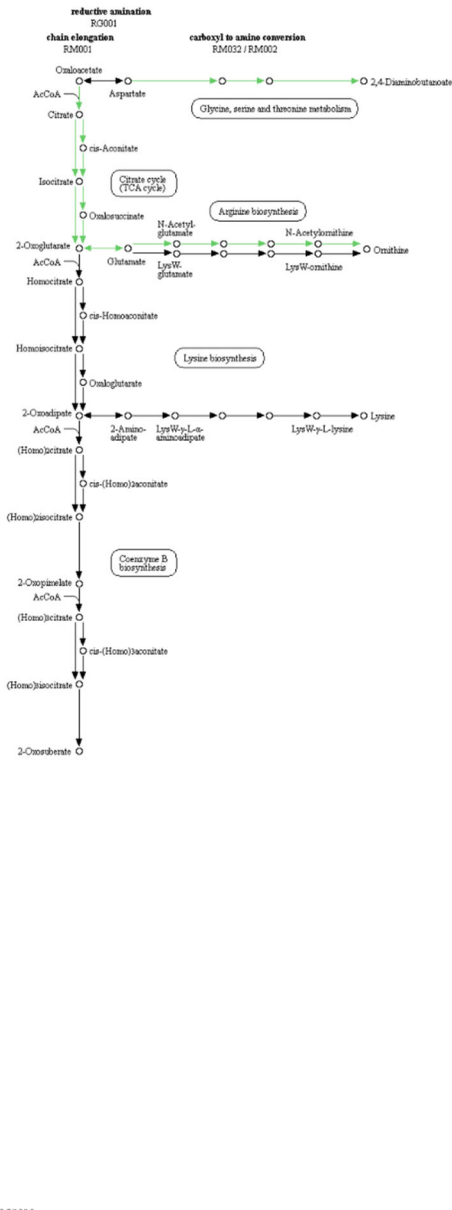 reductive amination
RG001
chain elongation
RM001
carboxyl to amino conversion
RM032 / RM002
Oxaloacetate
Aspartate
2,4-Diaminobutanoate
AcCoA
Glycine, serine and threonine metabolism
Citrate
cis-Aconitate
Isocitrate
Citrate cycle
(TCA cycle)
Oxalosuccinate
Arginine biosynthesis
N-Acetyl-
glutamate
N-Acetylornithine
2-Oxoglutarate
Glutamate
Ornithine
LysW-
glutamate
LysW-ornithine
AcCoA
Homocitrate
cis-Homoaconitate
Homoisocitrate
Lysine biosynthesis
Oxaloglutarate
2-Oxoadipate
Lysine
AcCoA
2-Amino-
adipate
LysW-γ-L-α-
aminoadipate
LysW-γ-L-lysine
(Homo)2citrate
cis-(Homo)2aconitate
(Homo)2isocitrate
Coenzyme B
biosynthesis
2-Oxopimelate
AcCoA
(Homo)3citrate
cis-(Homo)3aconitate
(Homo)3isocitrate
2-Oxosuberate